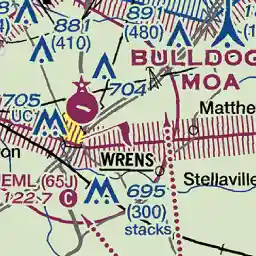 881
(410)
891
(480)
BULLDOG
MOA
705
UC
704
Matthe
on
WRENS
Stellaville
EML (65J)
122.7 C
695
(300)
stacks